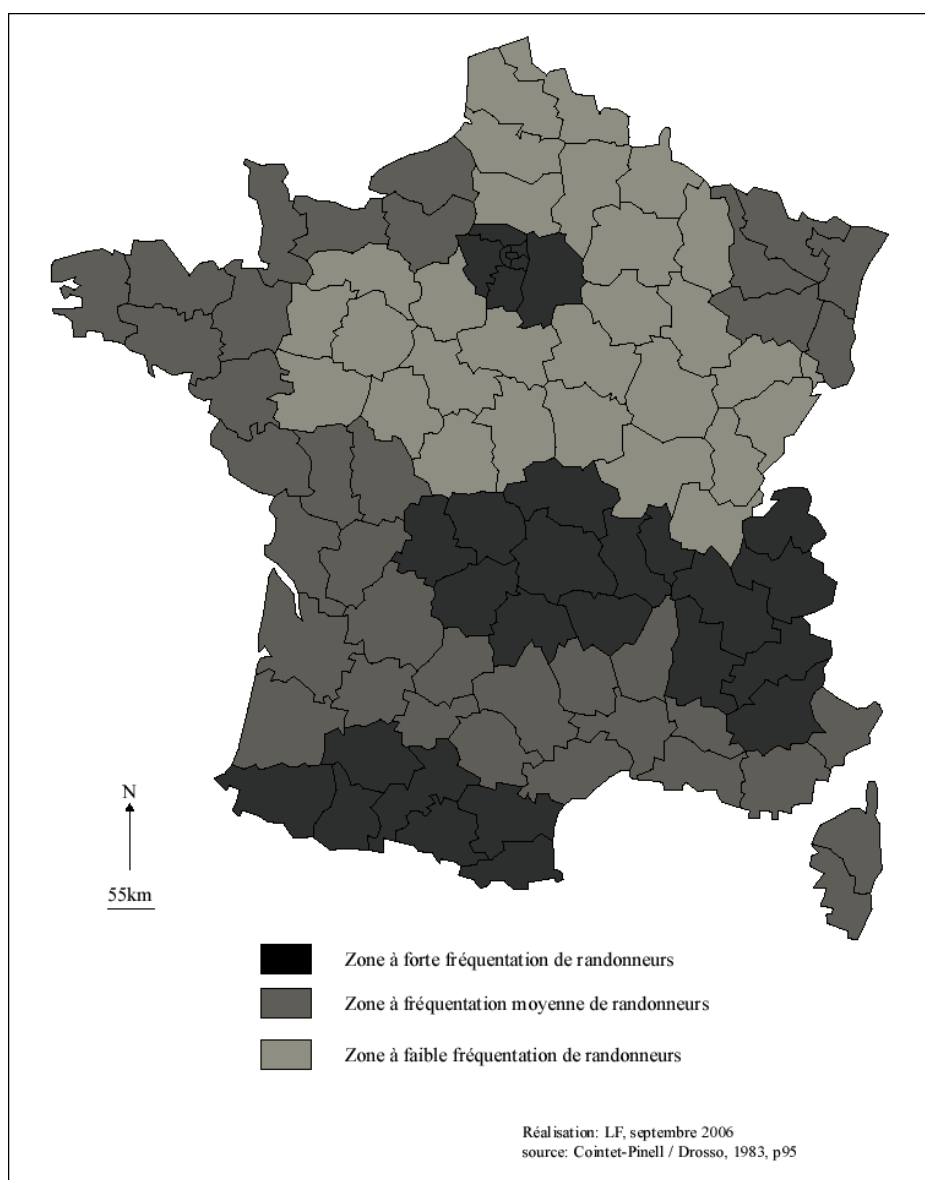 N
55km
Zone à forte fréquentation de randonneurs
Zone à fréquentation moyenne de randonneurs
Zone à faible fréquentation de randonneurs
Réalisation: LF, septembre 2006
source: Cointet-Pinell / Drosso, 1983, p95